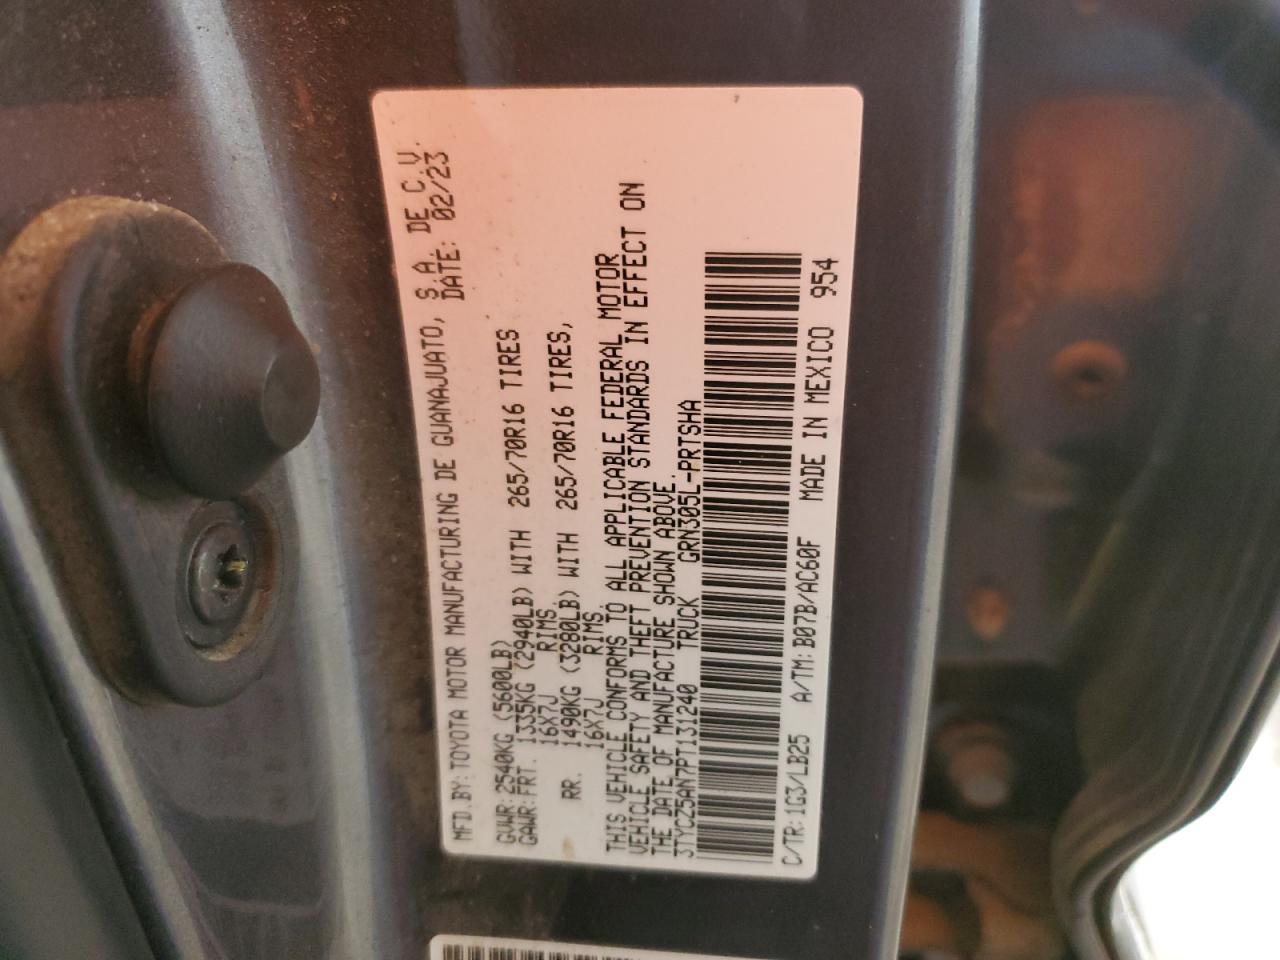 MFD.BY:TOYOTA MOTOR MANUFACTURING DE GUANAJUATO, S.A. DE C.V.
DATE: 02/23
GVWR:2540KG (5600LB)
GAWR:FRT. 1335KG (2940LB) WITH 265/70R16 TIRES
16X7J RIMS.
RR. 1490KG (3280LB) WITH 265/70R16 TIRES,
16X7J RIMS.
THIS VEHICLE CONFORMS TO ALL APPLICABLE FEDERAL MOTOR
VEHICLE SAFETY AND THEFT PREVENTION STANDARDS IN EFFECT ON
THE DATE OF MANUFACTURE SHOWN ABOVE.
3TYCZ5AN7PT131240 TRUCK GRN305L-PRTSHA
C/TR:1G3/LB25 A/TM:B07B/AC60F MADE IN MEXICO 954